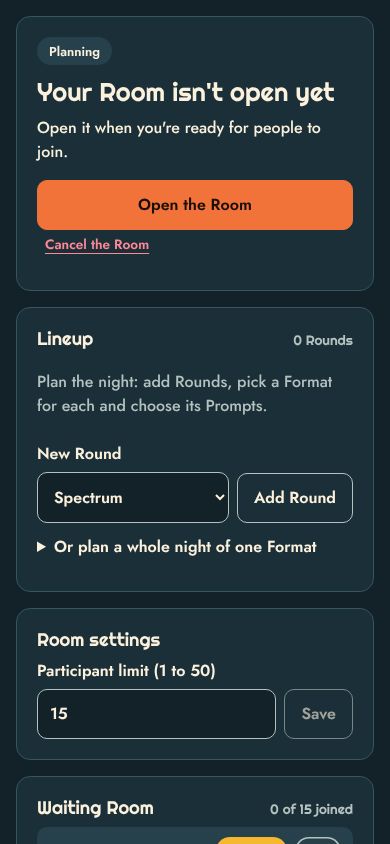 Planning
Your Room isn't open yet
Open it when you're ready for people to
join.
Open the Room
Cancel the Room
Lineup
0 Rounds
Plan the night: add Rounds, pick a Format
for each and choose its Prompts.
New Round
Spectrum
Add Round
Or plan a whole night of one Format
Room settings
Participant limit (1 to 50)
15
Save
Waiting Room
0 of 15 joined